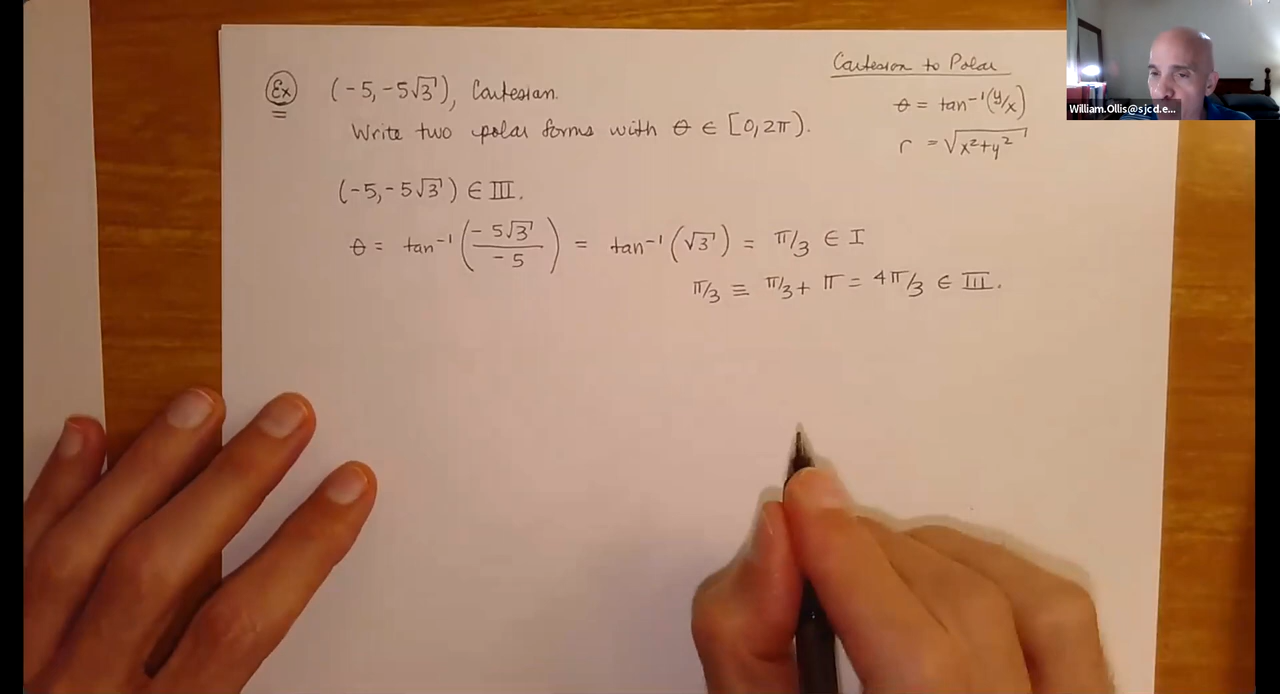 Ex (-5, -5√3), Cartesian.
Write two polar forms with θ ∈ [0, 2π).
Cartesian to Polar
θ = tan⁻¹(y/x)
r = √x²+y²
(-5, -5√3) ∈ III.
θ = tan⁻¹(-5√3/-5) = tan⁻¹(√3) = π/3 ∈ I
π/3 ≡ π/3 + π = 4π/3 ∈ III.
William.Ollis@sjcd.e...